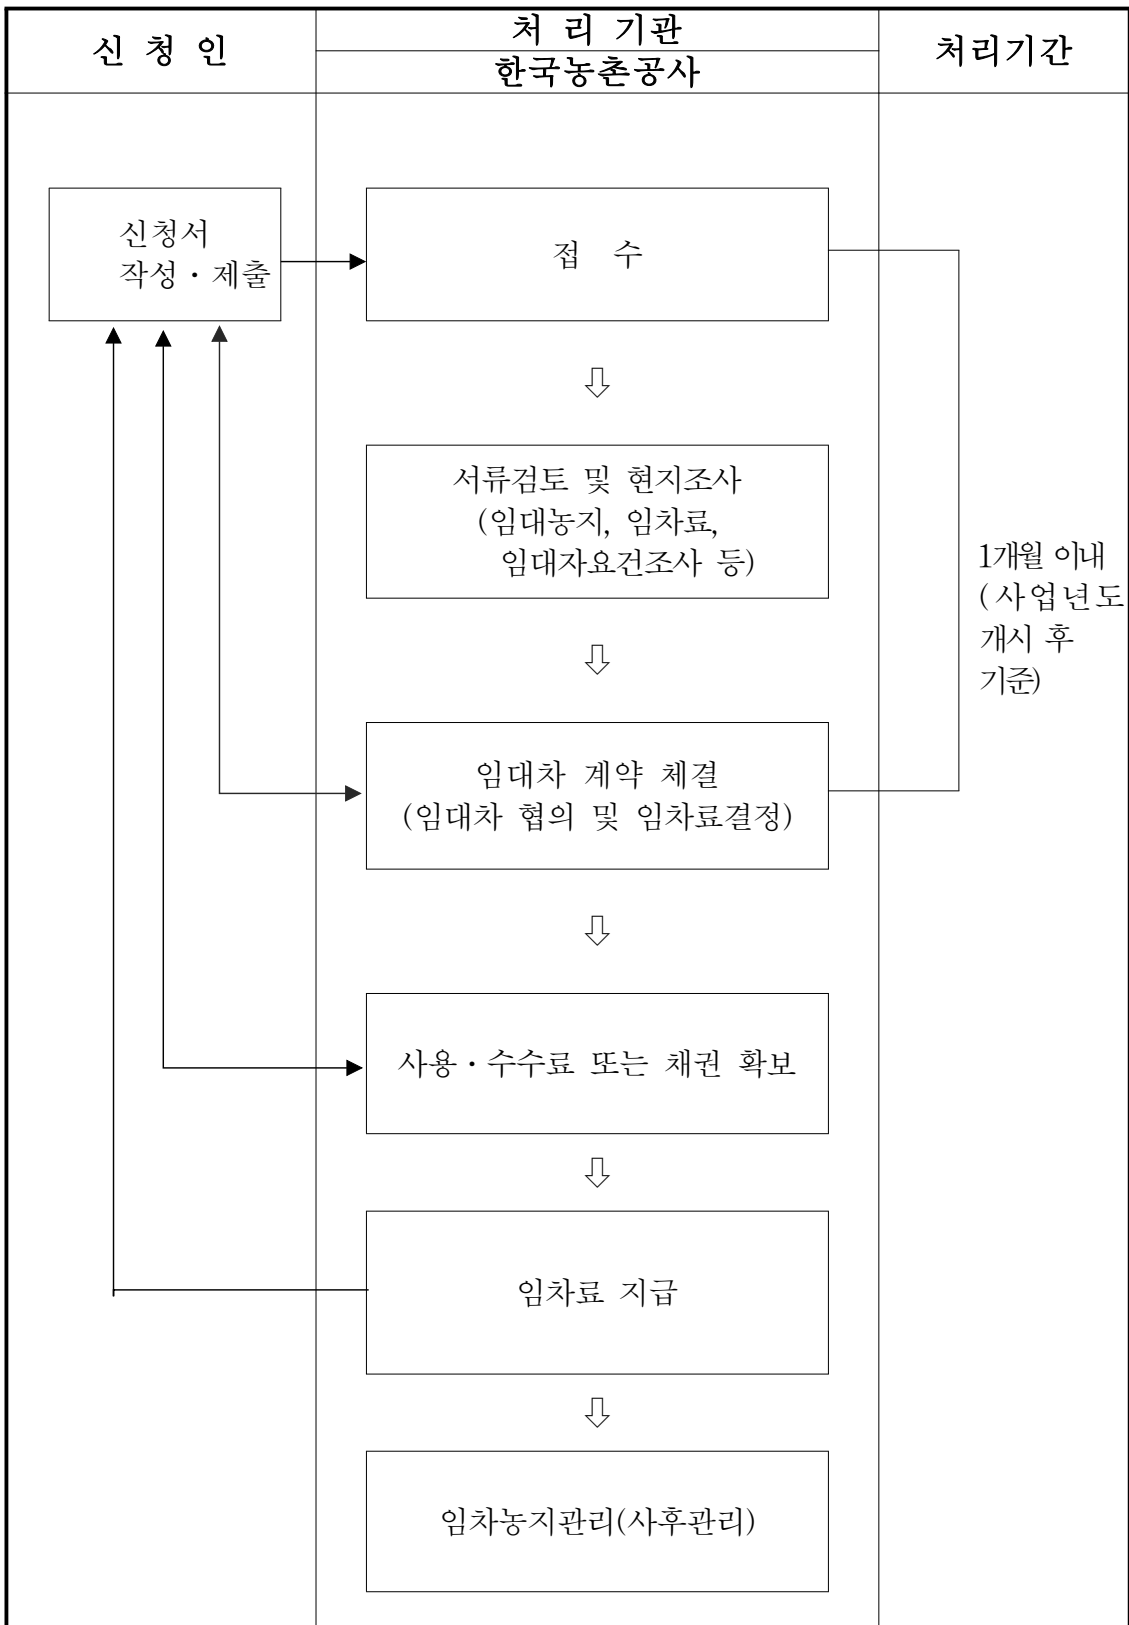 신 청 인
처 리 기관
한국농촌공사
처리기간
신청서
작성・제출
접 수
서류검토 및 현지조사
(임대농지, 임차료,
임대자요건조사 등)
1개월 이내
(사업년도
개시 후
기준)
임대차 계약 체결
(임대차 협의 및 임차료결정)
사용・수수료 또는 채권 확보
임차료 지급
임차농지관리(사후관리)